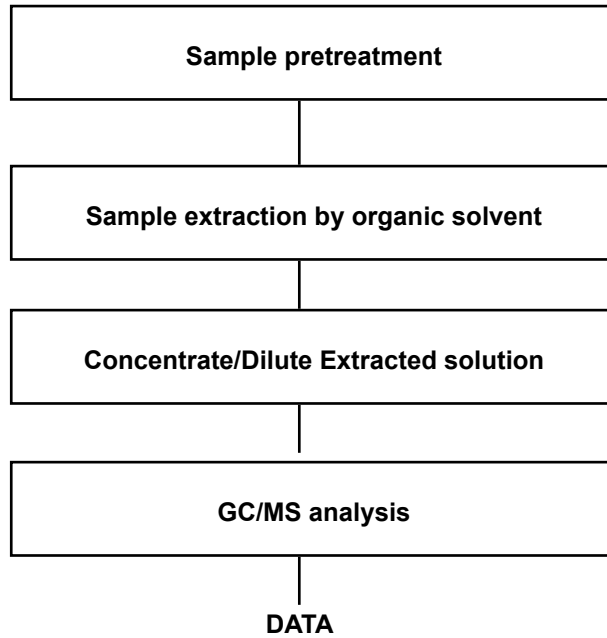 Sample pretreatment
Sample extraction by organic solvent
Concentrate/Dilute Extracted solution
GC/MS analysis
DATA